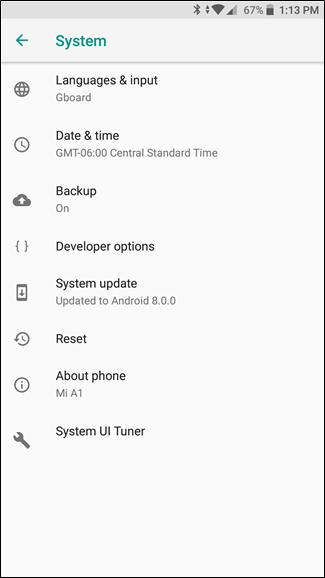 67% 1:13 PM
System
Languages & input
Gboard
Date & time
GMT-06:00 Central Standard Time
Backup
On
{ } Developer options
System update
Updated to Android 8.0.0
Reset
About phone
Mi A1
System UI Tuner